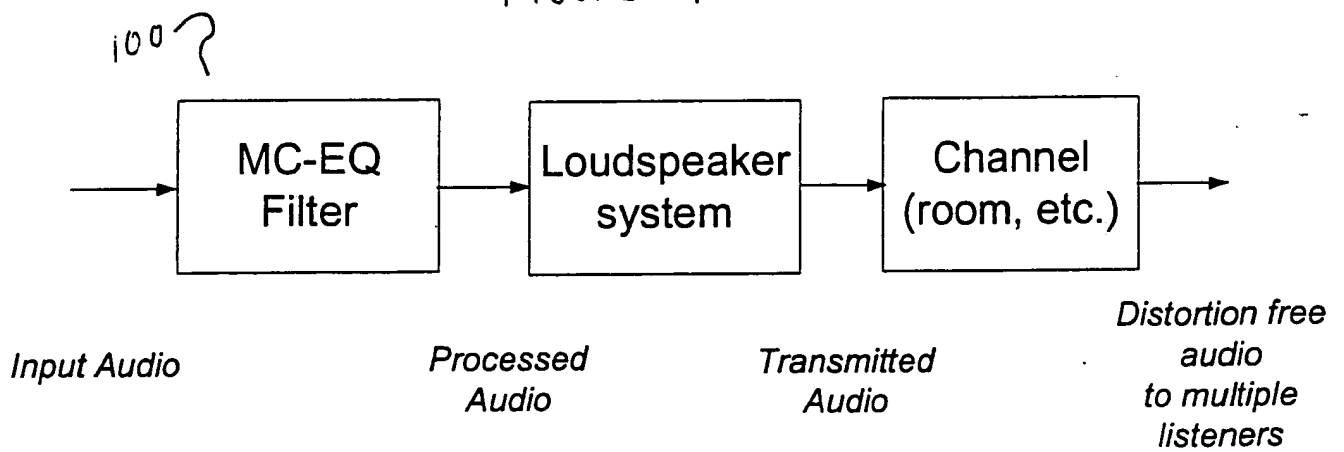 100
MC-EQ
Filter
Loudspeaker
system
Channel
(room, etc.)
Input Audio
Processed
Audio
Transmitted
Audio
Distortion free
audio
to multiple
listeners